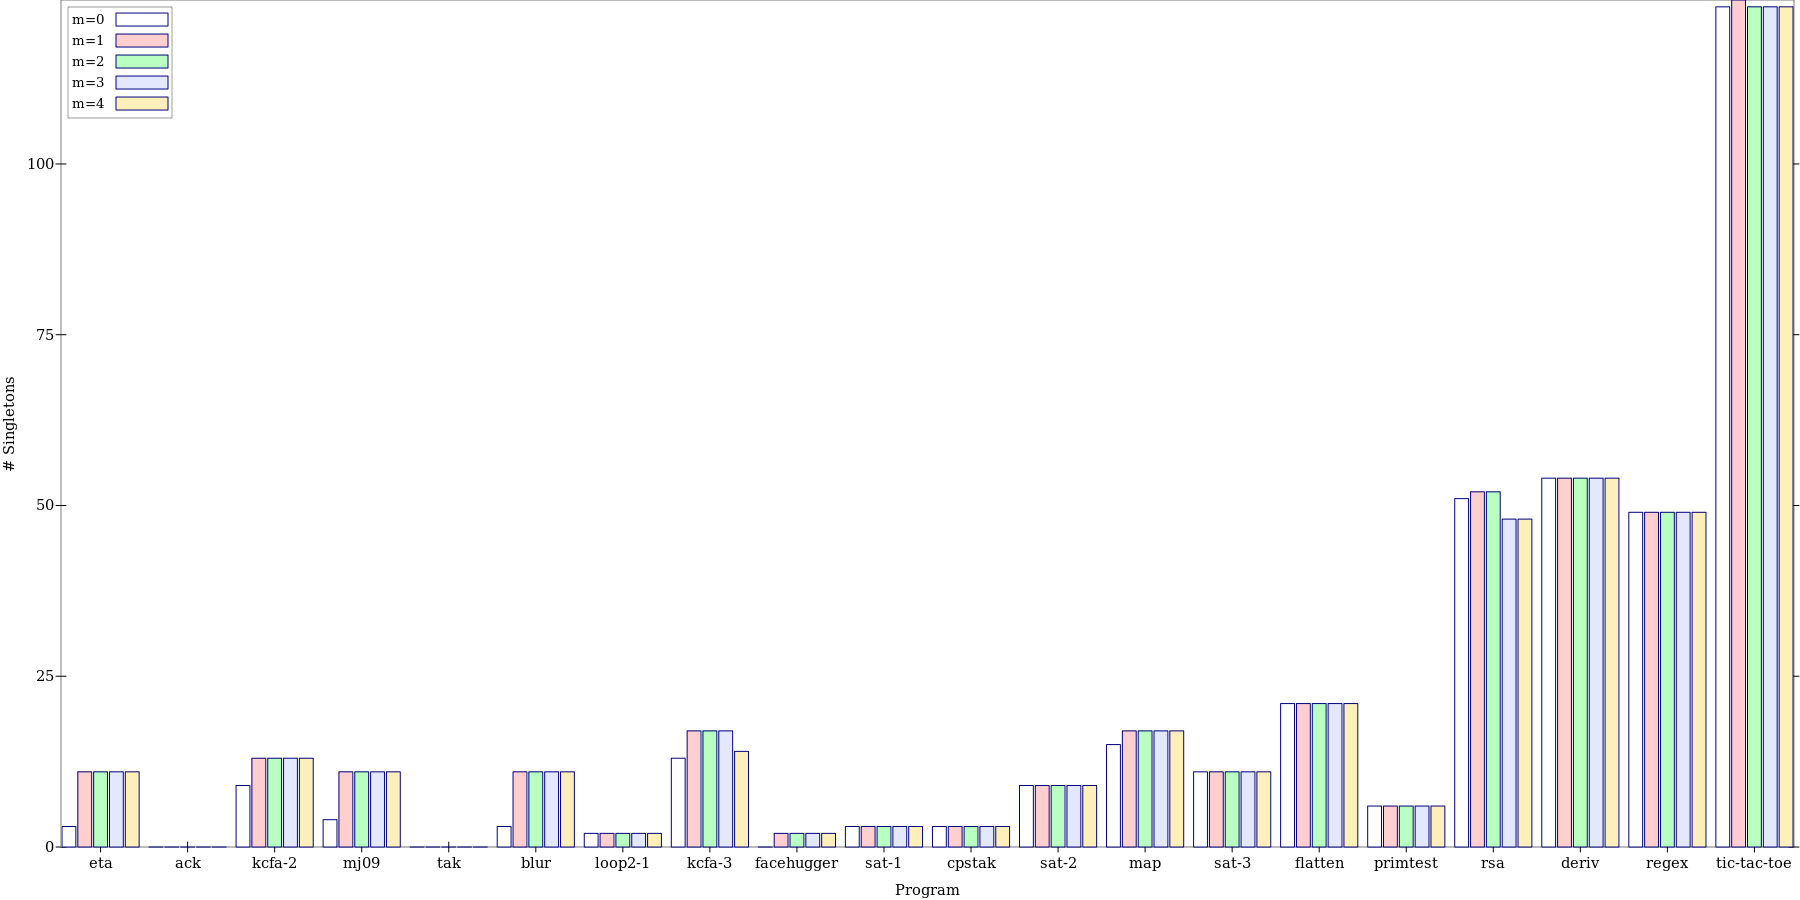 m=0
m=1
m=2
m=3
m=4
100
75
50
25
0
# Singletons
eta ack kcfa-2 mj09 tak blur loop2-1 kcfa-3 facehugger sat-1 cpstak sat-2 map sat-3 flatten primtest rsa deriv regex tic-tac-toe
Program